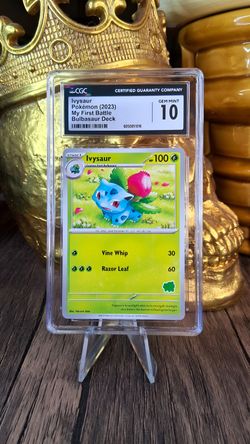 CGC
CERTIFIED GUARANTY COMPANY
Ivysaur
Pokémon (2023)
My First Battle
Bulbasaur Deck
GEM MINT
10
Ivysaur
100
Vine Whip 30
Razor Leaf 60